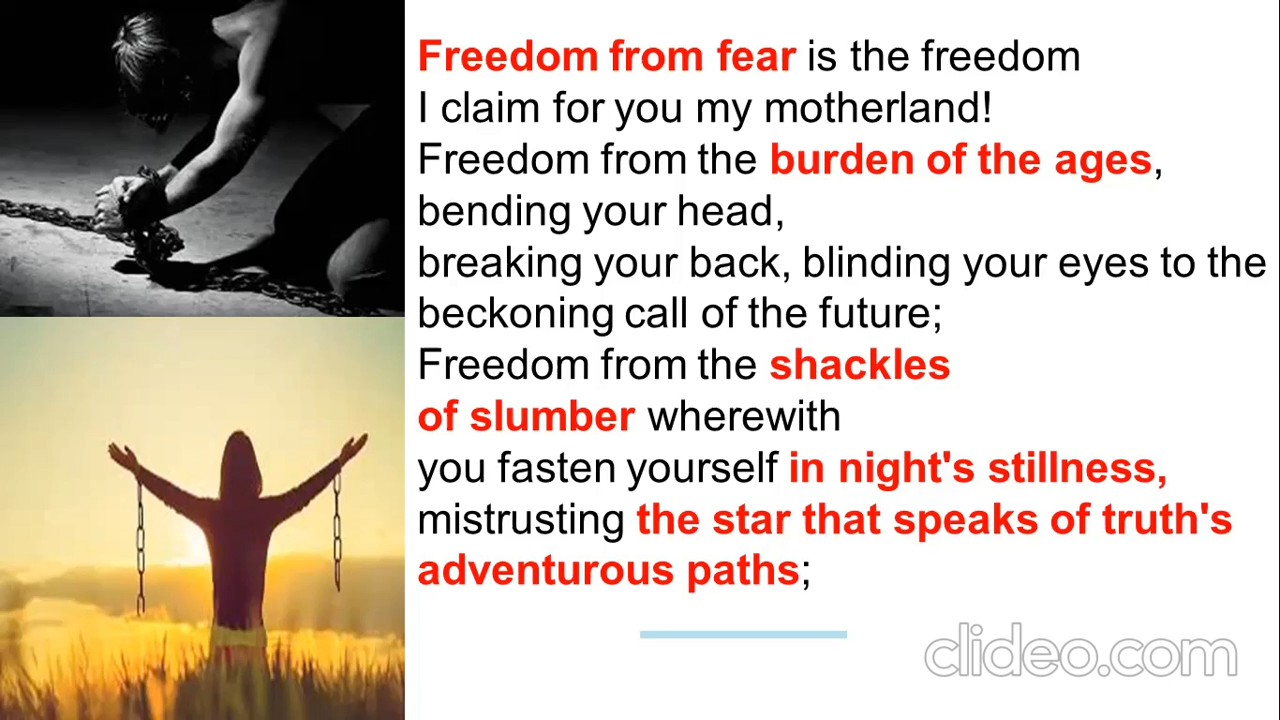 Freedom from fear is the freedom
I claim for you my motherland!
Freedom from the burden of the ages,
bending your head,
breaking your back, blinding your eyes to the
beckoning call of the future;
Freedom from the shackles
of slumber wherewith
you fasten yourself in night's stillness,
mistrusting the star that speaks of truth's
adventurous paths;
clideo.com